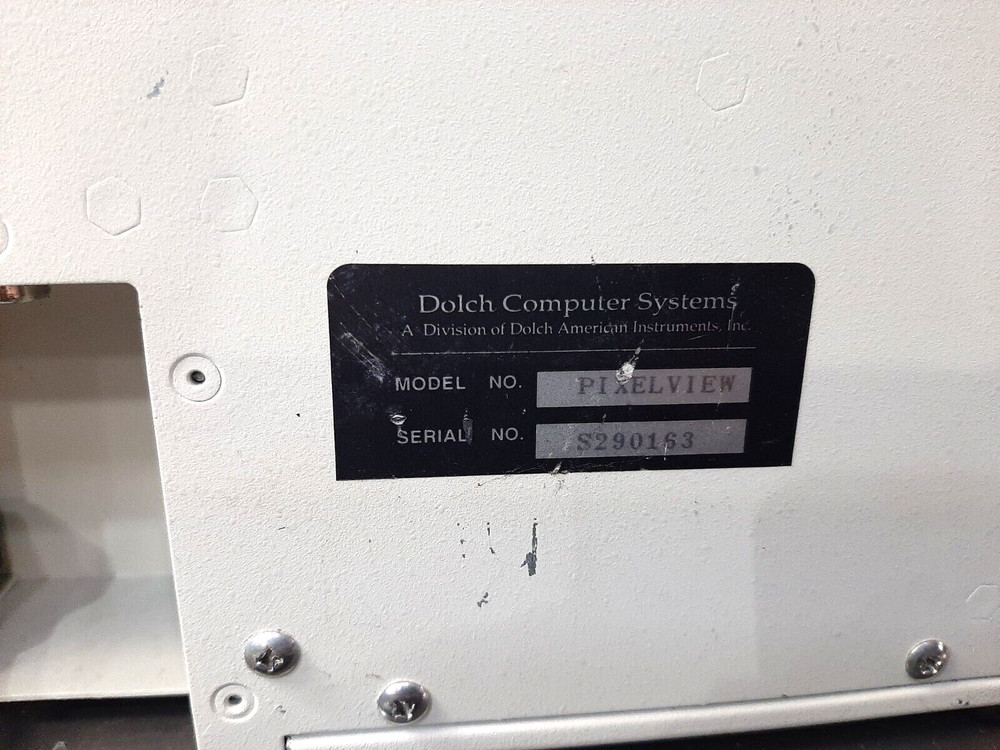 Dolch Computer Systems
A Division of Dolch American Instruments, Inc.
MODEL NO. PIXELVIEW
SERIAL NO. S290163